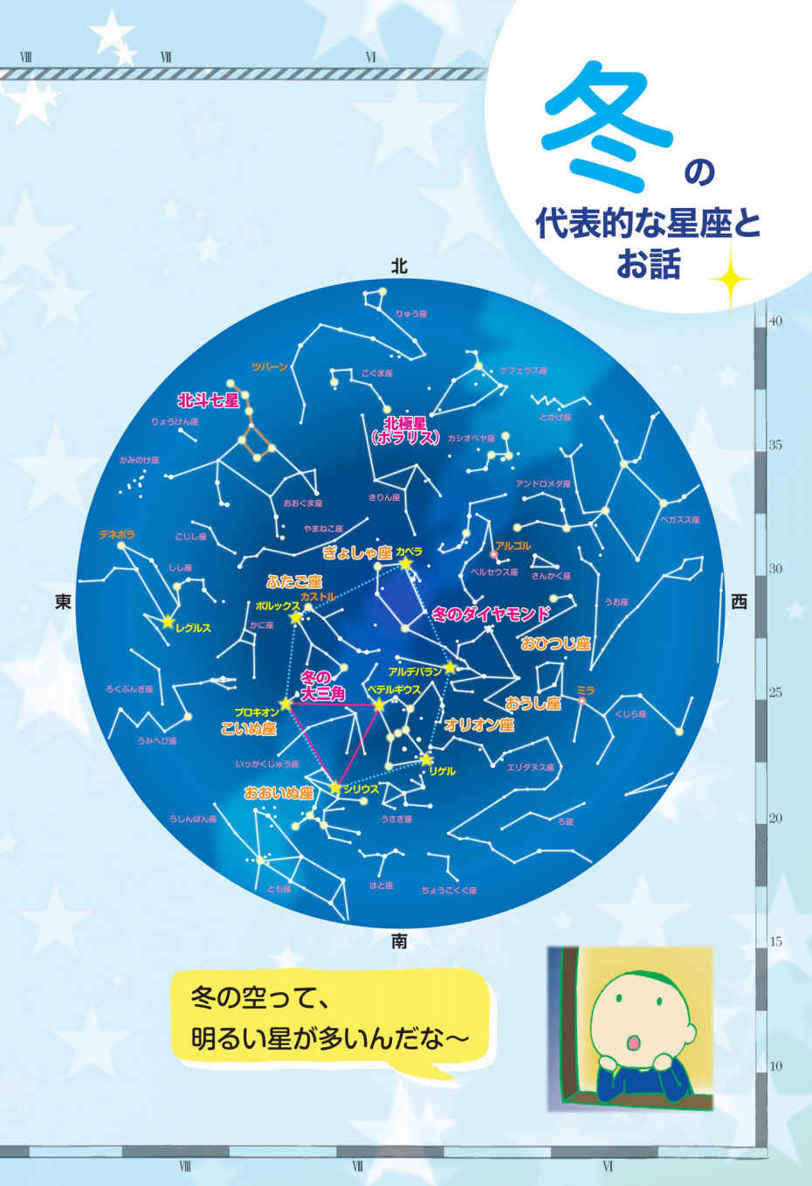 Ⅷ
Ⅶ
Ⅵ
冬の
代表的な星座と
お話
40
35
30
25
20
15
10
北
りゅう座
ツバーン
こぐま座
ケフェウス座
北斗七星
北極星
(ポラリス)
とかげ座
りょうけん座
カシオペヤ座
かみのけ座
アンドロメダ座
おおぐま座
きりん座
ペガスス座
やまねこ座
デネボラ
こじし座
ぎょしゃ座
カペラ
アルゴル
しし座
ペルセウス座
さんかく座
ふたご座
カストル
東
西
ポルックス
冬のダイヤモンド
うお座
レグルス
かに座
おひつじ座
アルデバラン
冬の
大三角
ベテルギウス
ろくぶんぎ座
おうし座
ミラ
プロキオン
こいぬ座
オリオン座
くじら座
うみへび座
いっかくじゅう座
リゲル
エリダヌス座
おおいぬ座
シリウス
らしんばん座
うさぎ座
ろ座
とも座
はと座
ちょうこくぐ座
南
冬の空って、
明るい星が多いんだな〜
Ⅷ
Ⅶ
Ⅵ